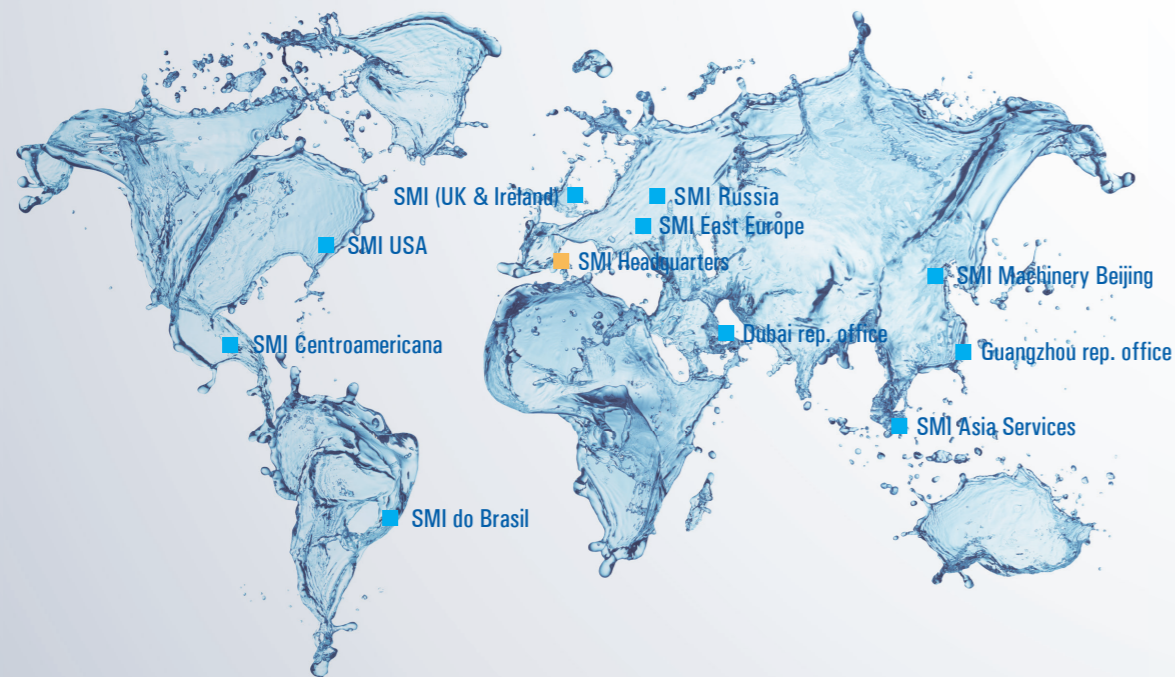 SMI (UK & Ireland)
SMI Russia
SMI East Europe
SMI USA
SMI Headquarters
SMI Machinery Beijing
Dubai rep. office
SMI Centroamericana
Guangzhou rep. office
SMI Asia Services
SMI do Brasil